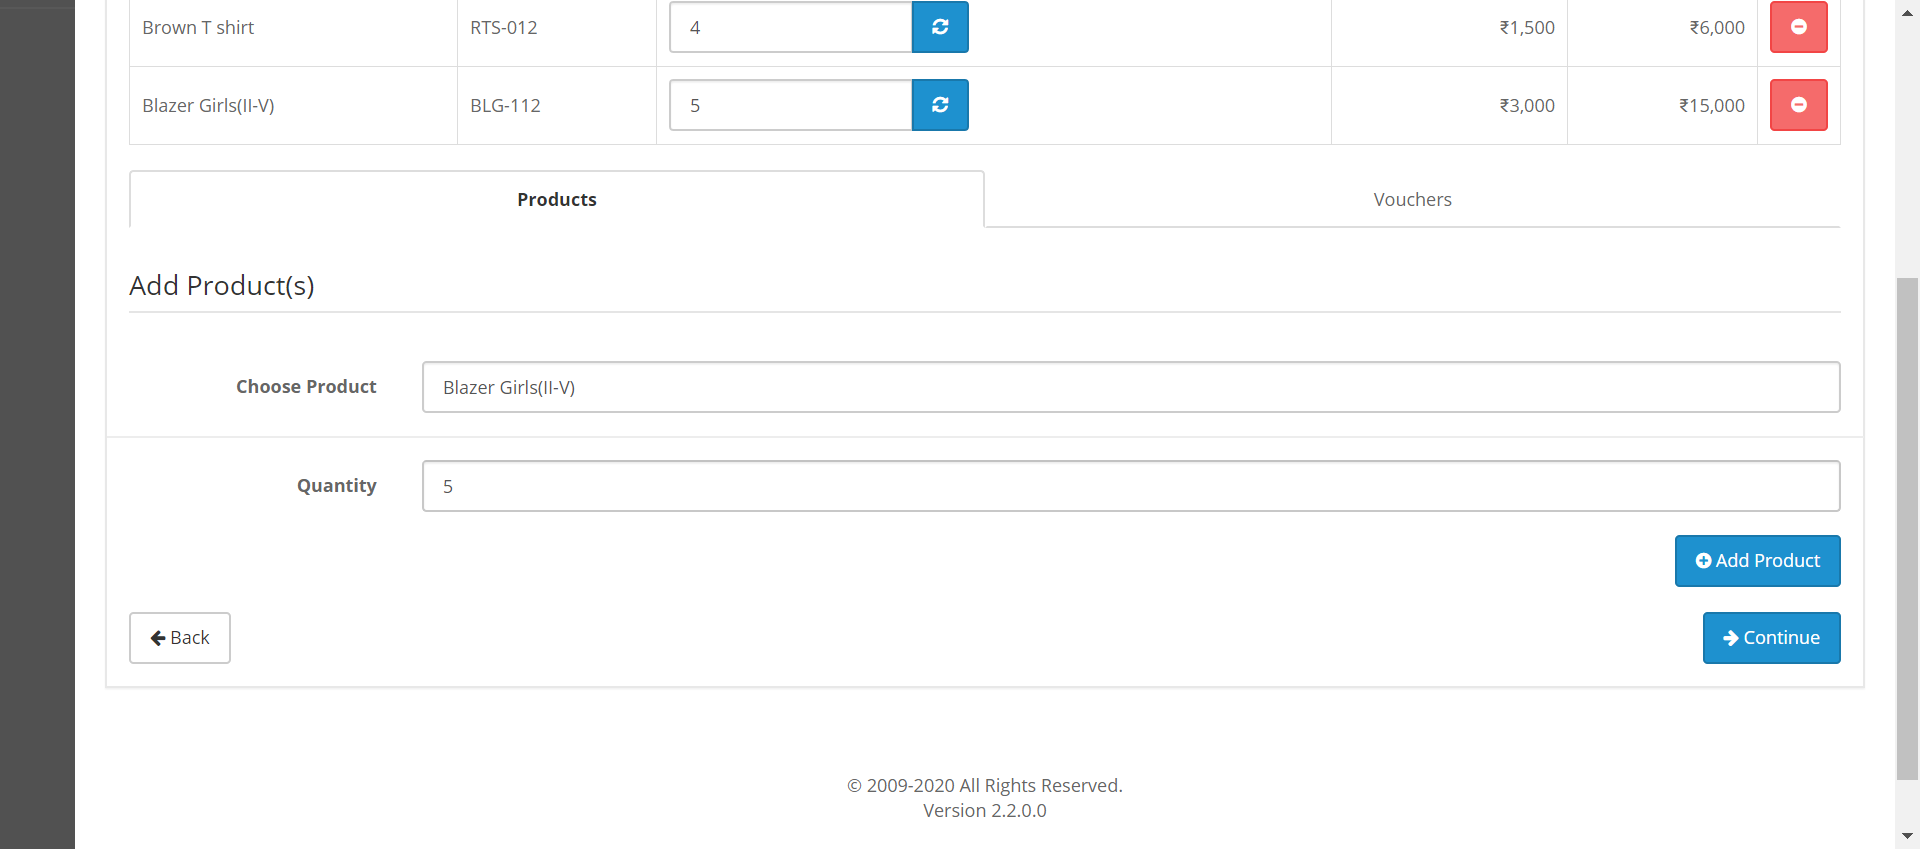 Brown T shirt RTS-012 4 ₹1,500 ₹6,000
Blazer Girls(II-V) BLG-112 5 ₹3,000 ₹15,000
Products Vouchers
Add Product(s)
Choose Product Blazer Girls(II-V)
Quantity 5
Add Product
Back Continue
© 2009-2020 All Rights Reserved.
Version 2.2.0.0